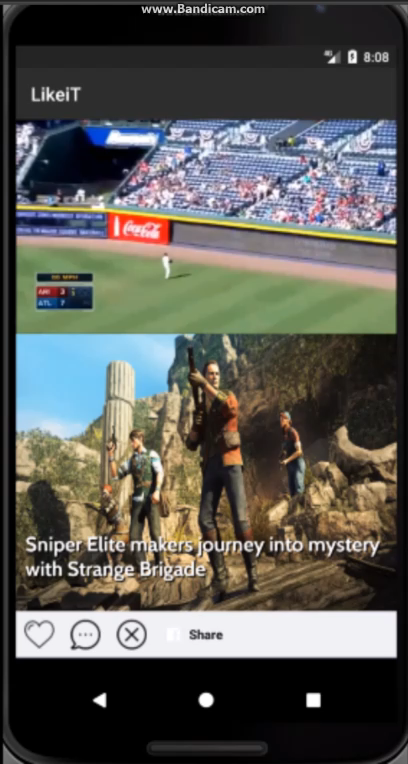 www.Bandicam.com
4G 8:08
LikeiT
Coca-Cola
ARI 3
ATL 7
Sniper Elite makers journey into mystery
with Strange Brigade
Share